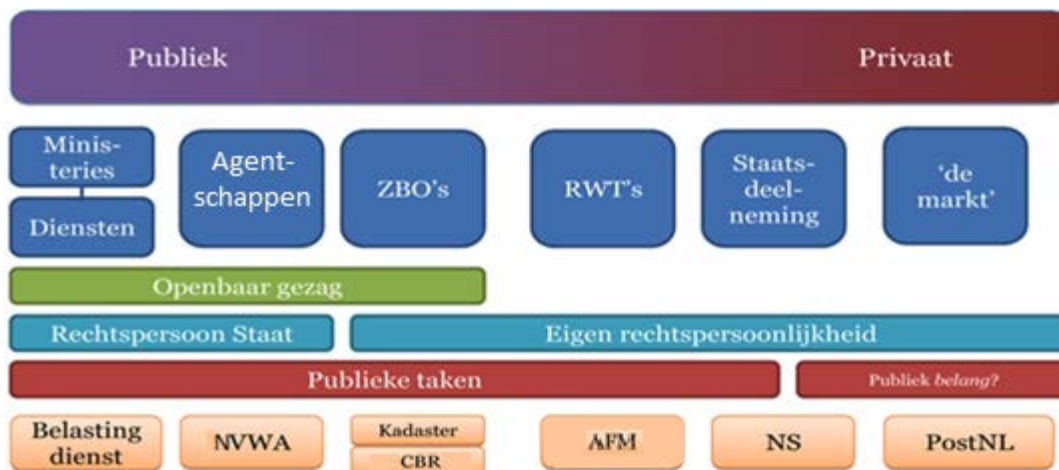 Publiek
Privaat
Minis-
teries
Diensten
Agent-
schappen
ZBO's
RWT's
Staats-
deel-
neming
'de
markt'
Openbaar gezag
Rechtspersoon Staat
Eigen rechtspersoonlijkheid
Publieke taken
Publiek belang?
Belasting
dienst
NVWA
Kadaster
CBR
AFM
NS
PostNL